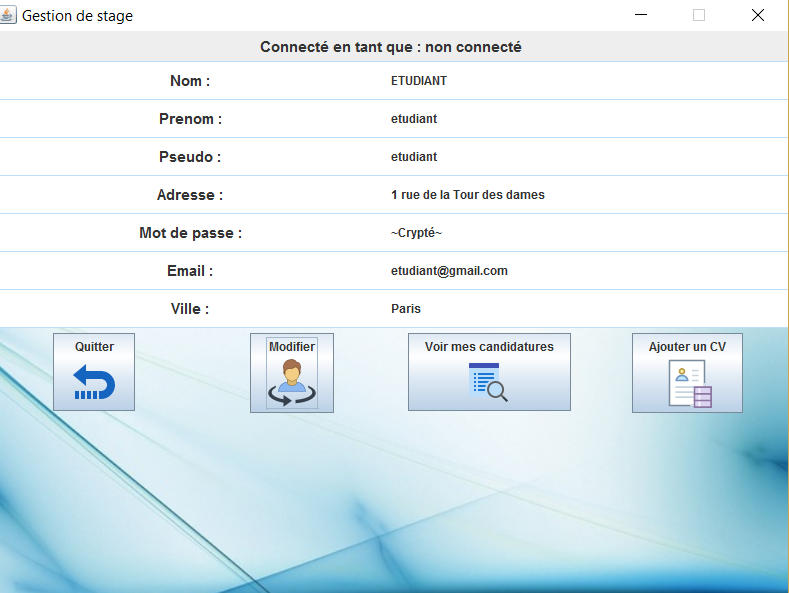 Gestion de stage
Connecté en tant que : non connecté
Nom : ETUDIANT
Prenom : etudiant
Pseudo : etudiant
Adresse : 1 rue de la Tour des dames
Mot de passe : ~Crypté~
Email : etudiant@gmail.com
Ville : Paris
Quitter Modifier Voir mes candidatures Ajouter un CV